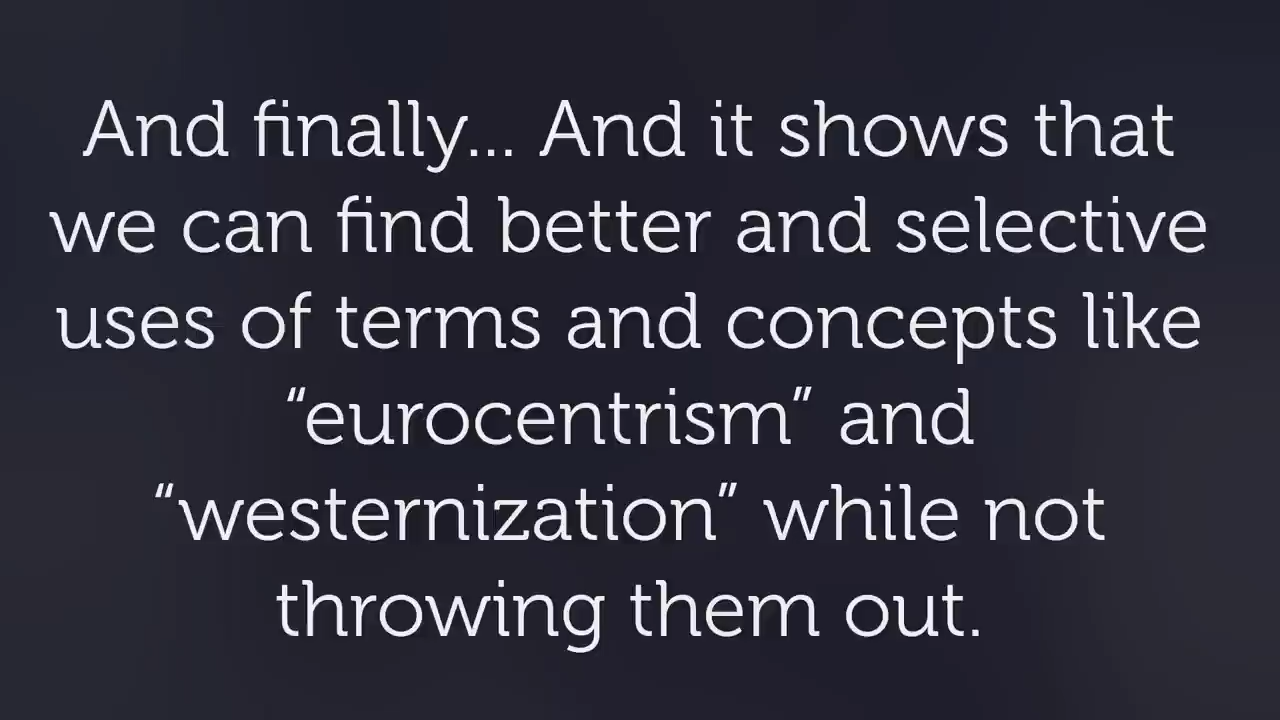 And finally... And it shows that
we can find better and selective
uses of terms and concepts like
“eurocentrism” and
“westernization” while not
throwing them out.